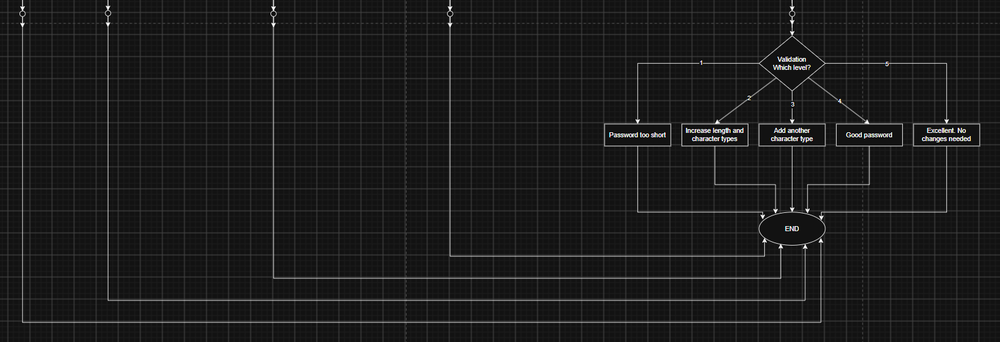 Validation
Which level?
1
5
2
3
4
Password too short
Increase length and
character types
Add another
character type
Good password
Excellent. No
changes needed
END